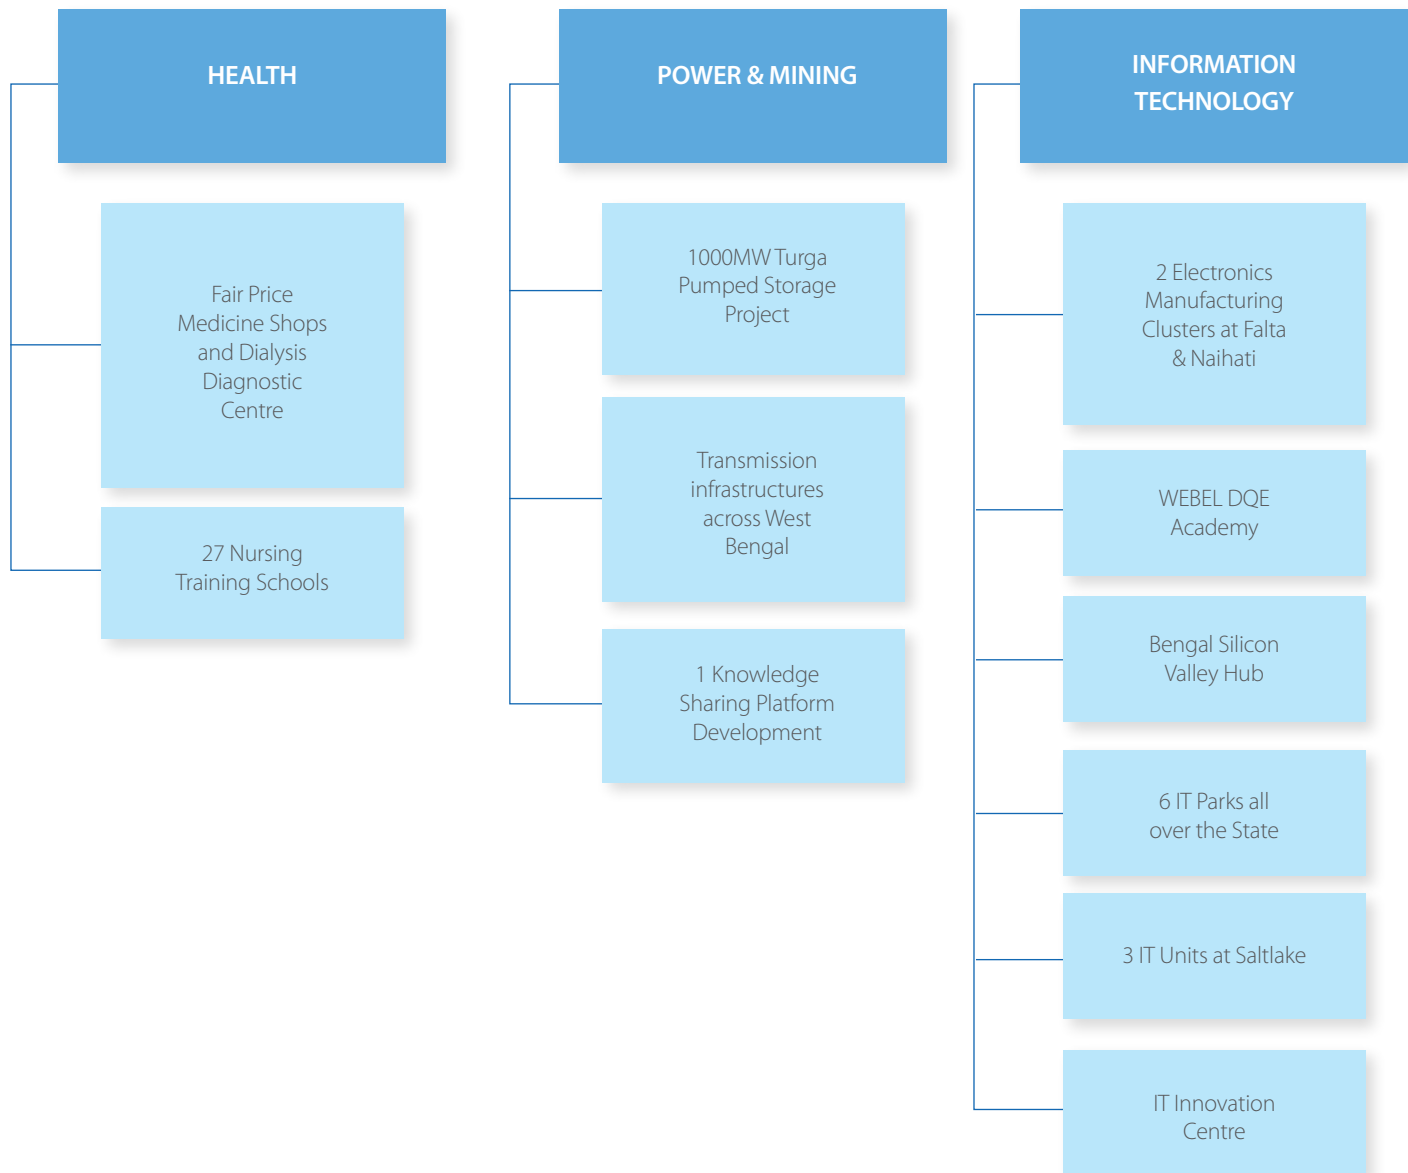 HEALTH
Fair Price
Medicine Shops
and Dialysis
Diagnostic
Centre
27 Nursing
Training Schools
POWER & MINING
1000MW Turga
Pumped Storage
Project
Transmission
infrastructures
across West
Bengal
1 Knowledge
Sharing Platform
Development
INFORMATION
TECHNOLOGY
2 Electronics
Manufacturing
Clusters at Falta
& Naihati
WEBEL DQE
Academy
Bengal Silicon
Valley Hub
6 IT Parks all
over the State
3 IT Units at Saltlake
IT Innovation
Centre